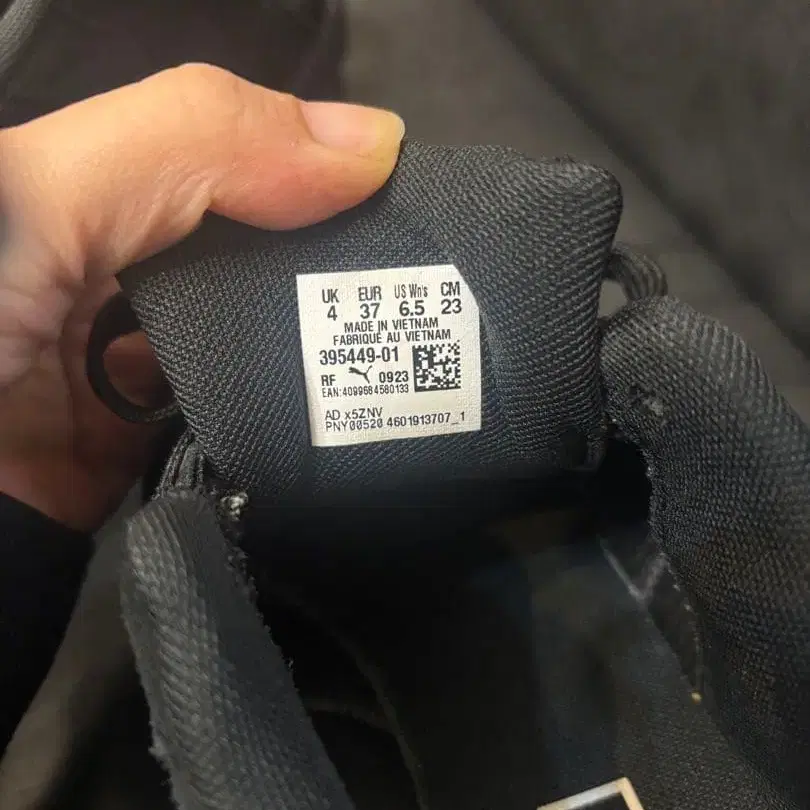 UK EUR US Wn's CM
4 37 6.5 23
MADE IN VIETNAM
FABRIQUÉ AU VIETNAM
395449-01
RF 0923
EAN:4099684580133
AD x5ZNV
PNY00520 4601913707_1